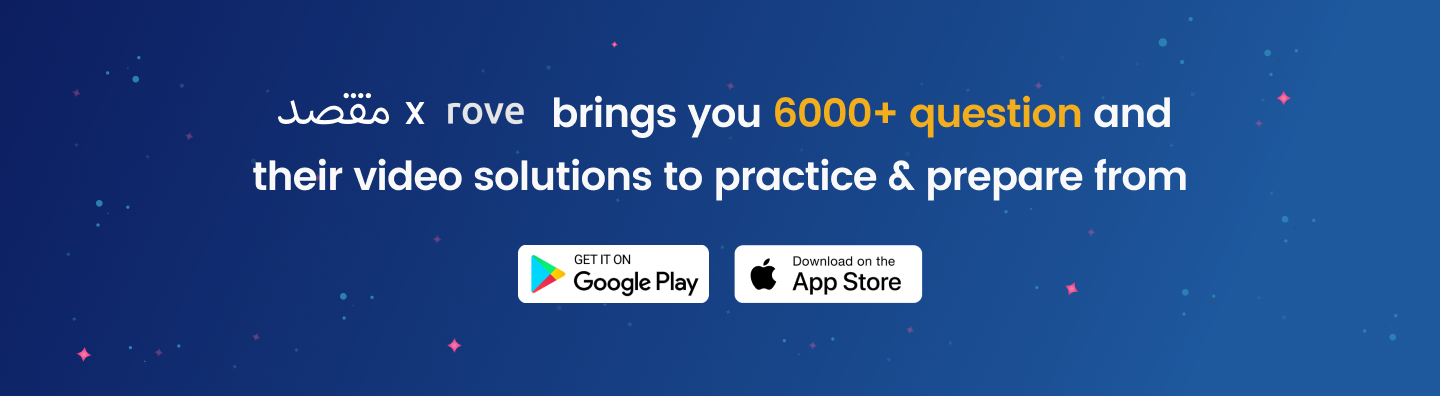 مقصد x rove brings you 6000+ question and
their video solutions to practice & prepare from
GET IT ON
Google Play
Download on the
App Store